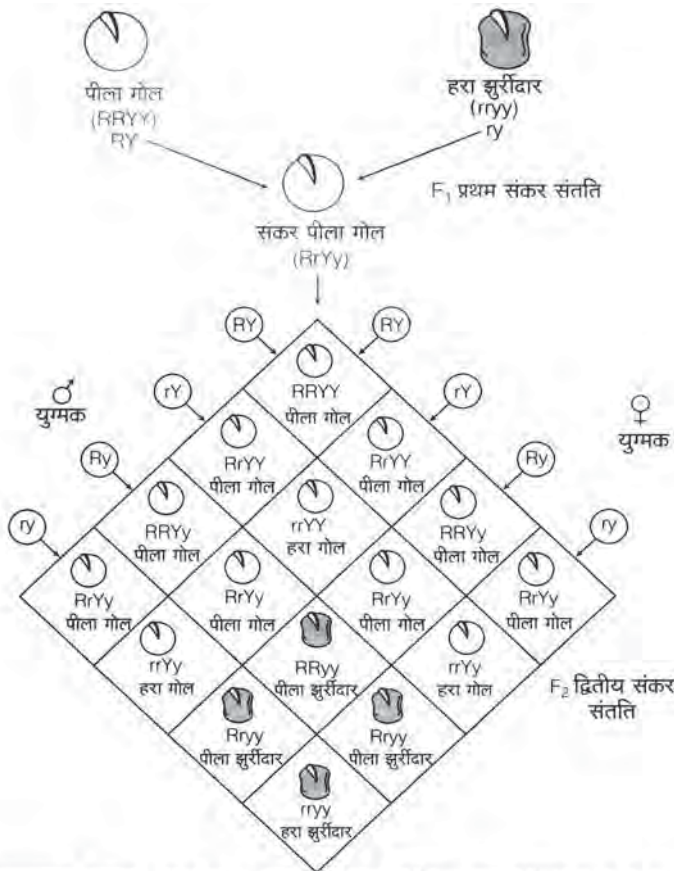 पीला गोल
(RRYY)
RY
हरा झुर्रीदार
(rryy)
ry
F₁ प्रथम संकर संतति
संकर पीला गोल
(RrYy)
RY
RY
♂
युग्मक
♀
युग्मक
rY
rY
Ry
Ry
ry
ry
RRYY
पीला गोल
RrYY
पीला गोल
RrYY
पीला गोल
RRYy
पीला गोल
rrYY
हरा गोल
RRYy
पीला गोल
RrYy
पीला गोल
RrYy
पीला गोल
RrYy
पीला गोल
RrYy
पीला गोल
rrYy
हरा गोल
RRyy
पीला झुर्रीदार
rrYy
हरा गोल
F₂ द्वितीय संकर
संतति
Rryy
पीला झुर्रीदार
Rryy
पीला झुर्रीदार
rryy
हरा झुर्रीदार